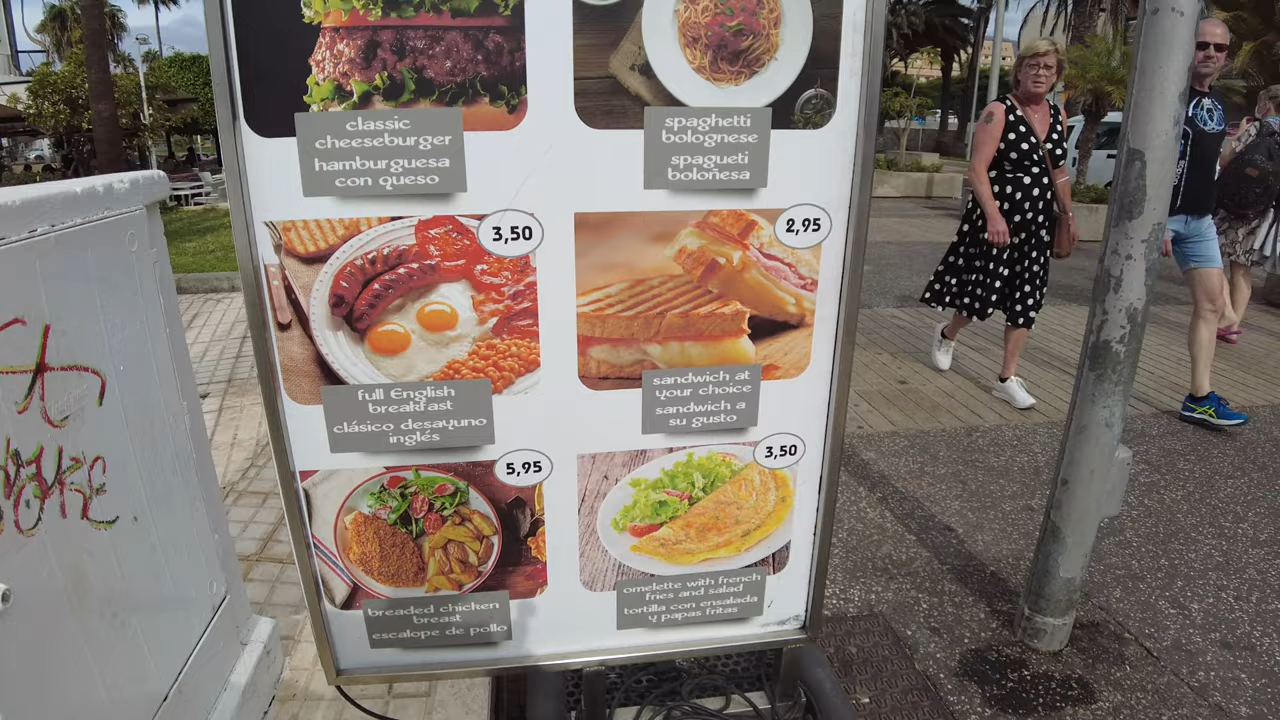 classic
cheeseburger
hamburguesa
con queso
spaghetti
bolognese
spagueti
boloñesa
3,50
full English
breakfast
clásico desayuno
inglés
2,95
sandwich at
your choice
sandwich a
su gusto
5,95
breaded chicken
breast
escalope de pollo
3,50
omelette with french
fries and salad
tortilla con ensalada
y papas fritas